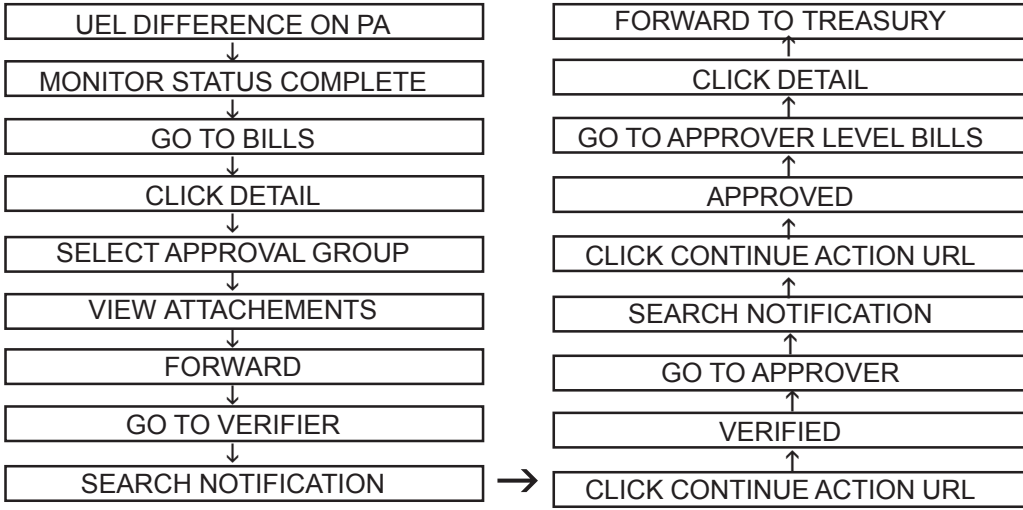 UEL DIFFERENCE ON PA
MONITOR STATUS COMPLETE
GO TO BILLS
CLICK DETAIL
SELECT APPROVAL GROUP
VIEW ATTACHEMENTS
FORWARD
GO TO VERIFIER
SEARCH NOTIFICATION
CLICK CONTINUE ACTION URL
VERIFIED
GO TO APPROVER
SEARCH NOTIFICATION
CLICK CONTINUE ACTION URL
APPROVED
GO TO APPROVER LEVEL BILLS
CLICK DETAIL
FORWARD TO TREASURY